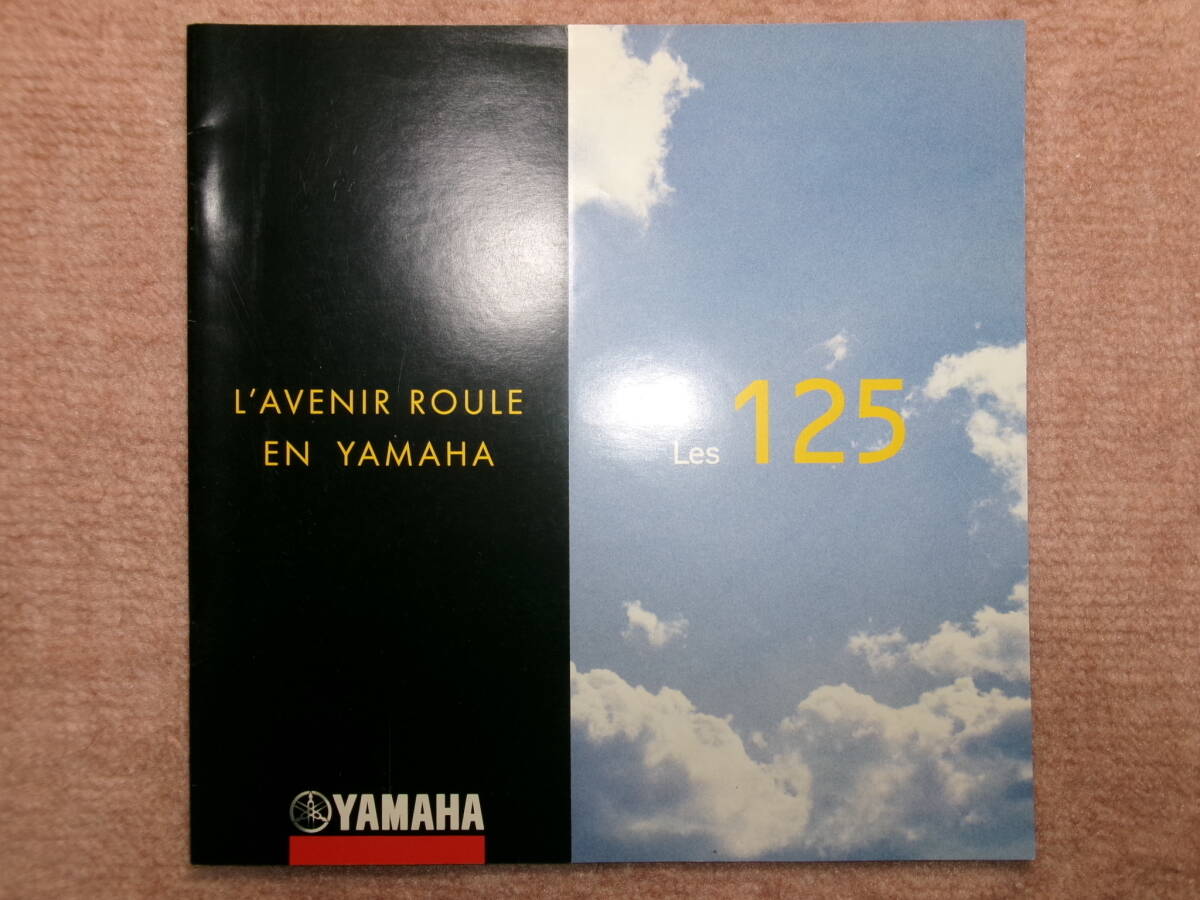 L'AVENIR ROULE
EN YAMAHA
Les 125
YAMAHA